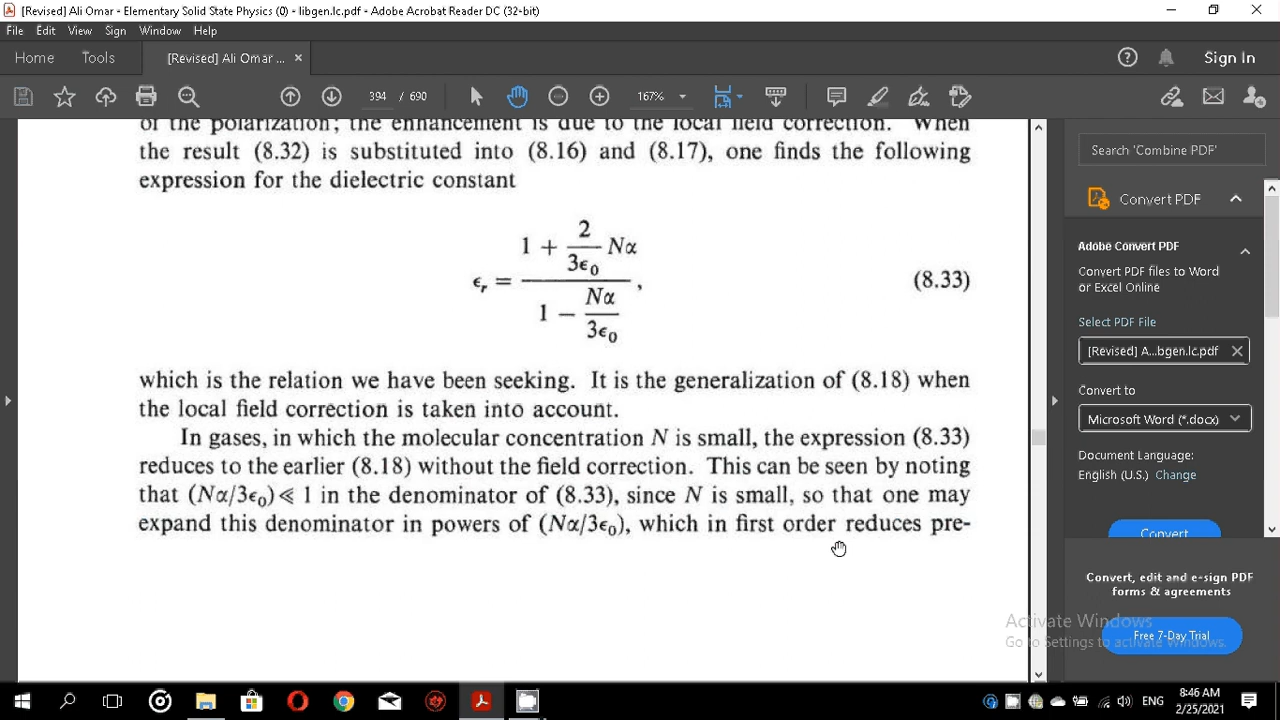 [Revised] Ali Omar - Elementary Solid State Physics (0) - libgen.lc.pdf - Adobe Acrobat Reader DC (32-bit)
File Edit View Sign Window Help
Home Tools [Revised] Ali Omar ... × Sign In
394 / 690 167%
of the polarization; the enhancement is due to the local field correction. When
the result (8.32) is substituted into (8.16) and (8.17), one finds the following
expression for the dielectric constant
ϵr = (1 + (2/3ϵ0) Nα) / (1 − Nα/3ϵ0), (8.33)
which is the relation we have been seeking. It is the generalization of (8.18) when
the local field correction is taken into account.
In gases, in which the molecular concentration N is small, the expression (8.33)
reduces to the earlier (8.18) without the field correction. This can be seen by noting
that (Nα/3ϵ0) ≪ 1 in the denominator of (8.33), since N is small, so that one may
expand this denominator in powers of (Nα/3ϵ0), which in first order reduces pre-
Search 'Combine PDF'
Convert PDF
Adobe Convert PDF
Convert PDF files to Word
or Excel Online
Select PDF File
[Revised] A...bgen.lc.pdf
Convert to
Microsoft Word (*.docx)
Document Language:
English (U.S.) Change
Convert
Convert, edit and e-sign PDF
forms & agreements
Free 7-Day Trial
Activate Windows
Go to Settings to activate Windows.
ENG
8:46 AM
2/25/2021